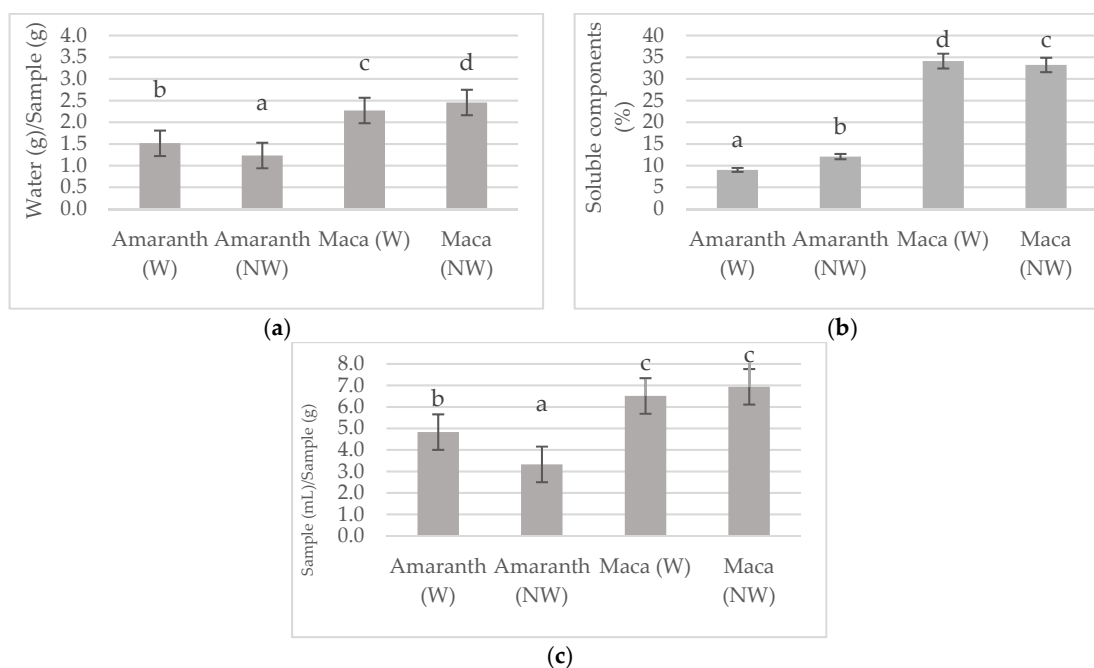 Water (g)/Sample (g)
4.0
3.5
3.0
2.5
2.0
1.5
1.0
0.5
0.0
b
a
c
d
Amaranth (W)
Amaranth (NW)
Maca (W)
Maca (NW)
(a)
Soluble components (%)
40
35
30
25
20
15
10
5
0
a
b
d
c
Amaranth (W)
Amaranth (NW)
Maca (W)
Maca (NW)
(b)
Sample (mL)/Sample (g)
8.0
7.0
6.0
5.0
4.0
3.0
2.0
1.0
0.0
b
a
c
c
Amaranth (W)
Amaranth (NW)
Maca (W)
Maca (NW)
(c)